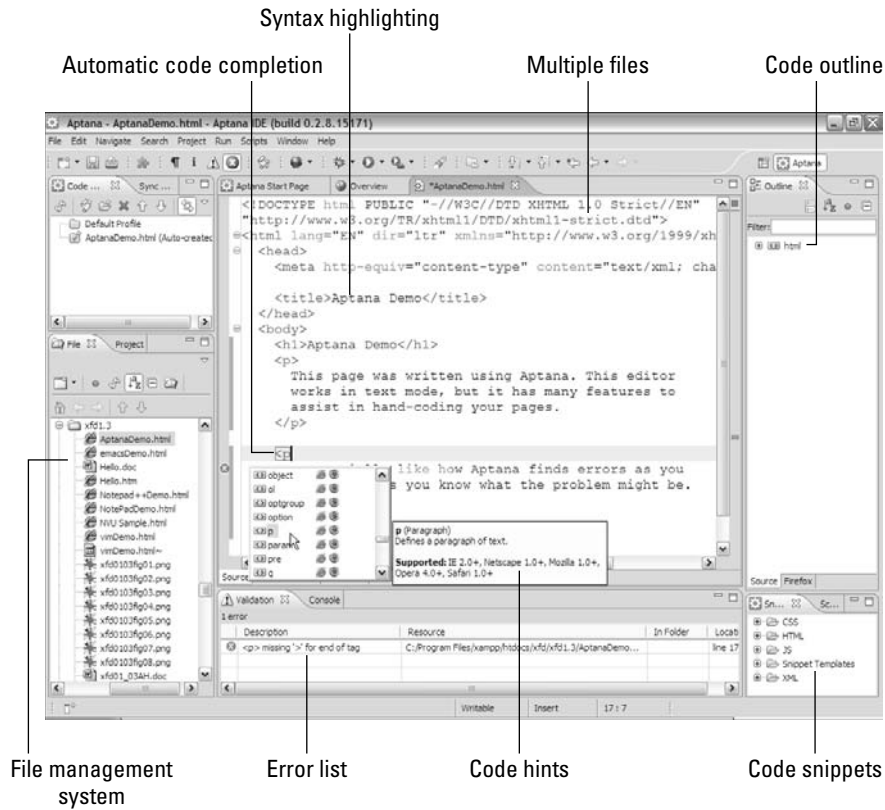 Syntax highlighting
Automatic code completion
Multiple files
Code outline
Aptana - AptanaDemo.html - Aptana IDE (build 0.2.8.15171)
File Edit Navigate Search Project Run Scripts Window Help
Aptana
Code ...
Sync ...
Aptana Start Page
Overview
*AptanaDemo.html
Outline
Default Profile
AptanaDemo.html (Auto-created
Filter:
html
<!DOCTYPE html PUBLIC "-//W3C//DTD XHTML 1.0 Strict//EN"
"http://www.w3.org/TR/xhtml1/DTD/xhtml1-strict.dtd">
<html lang="EN" dir="ltr" xmlns="http://www.w3.org/1999/xh
<head>
<meta http-equiv="content-type" content="text/xml; cha
<title>Aptana Demo</title>
</head>
<body>
<h1>Aptana Demo</h1>
<p>
This page was written using Aptana. This editor
works in text mode, but it has many features to
assist in hand-coding your pages.
</p>
<p
like how Aptana finds errors as you
s you know what the problem might be.
File
Project
xfd1.3
AptanaDemo.html
emacsDemo.html
Hello.doc
Hello.htm
Notepad++Demo.html
NotePadDemo.html
NVU Sample.html
vimDemo.html
vimDemo.html~
xfd0103fig01.png
xfd0103fig02.png
xfd0103fig03.png
xfd0103fig04.png
xfd0103fig05.png
xfd0103fig06.png
xfd0103fig07.png
xfd0103fig08.png
xfd01_03AH.doc
object
ol
optgroup
option
p
param
pre
q
p (Paragraph)
Defines a paragraph of text.
Supported: IE 2.0+, Netscape 1.0+, Mozilla 1.0+,
Opera 4.0+, Safari 1.0+
Source
Source Firefox
Validation
Console
1 error
Description Resource In Folder Locati
<p> missing '>' for end of tag C:/Program Files/xampp/htdocs/xfd/xfd1.3/AptanaDemo... line 17
Sn...
Sc...
CSS
HTML
JS
Snippet Templates
XML
Writable Insert 17 : 7
File management
system
Error list
Code hints
Code snippets